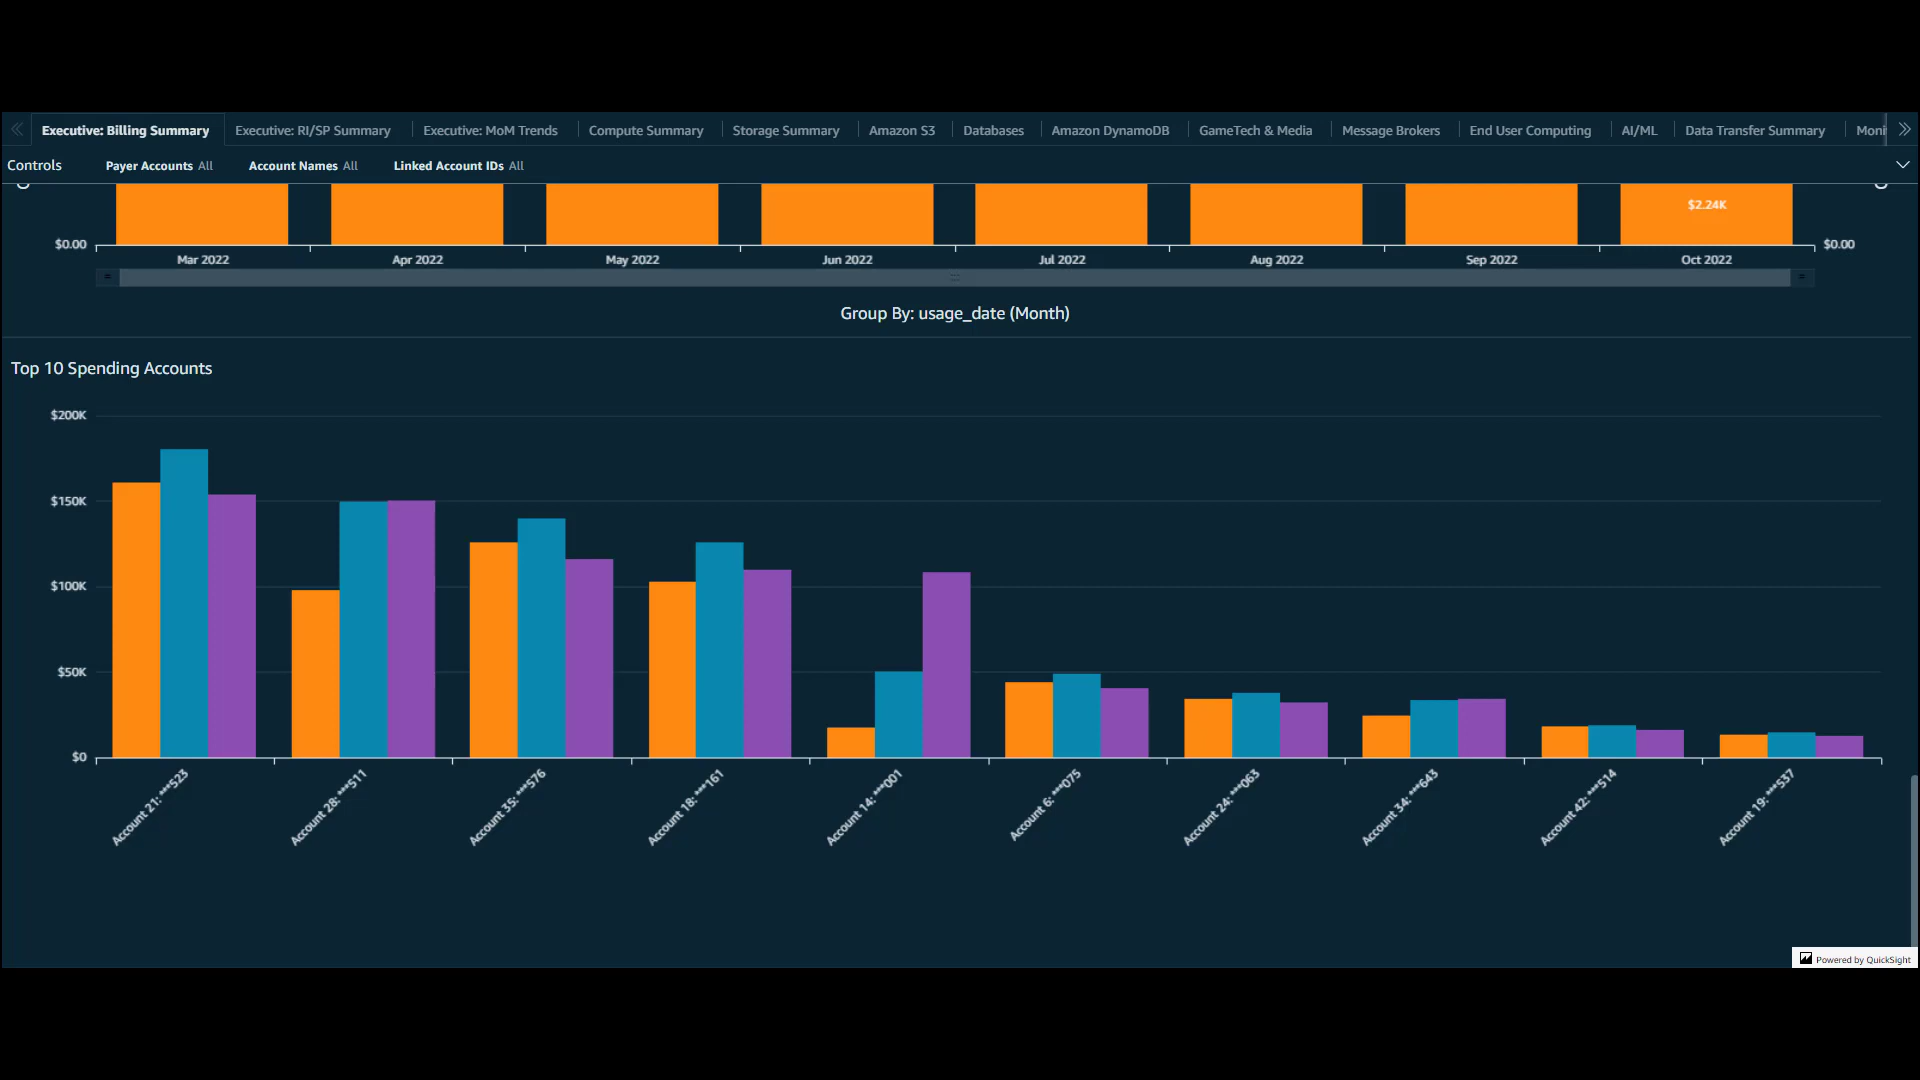 Executive: Billing Summary Executive: RI/SP Summary Executive: MoM Trends Compute Summary Storage Summary Amazon S3 Databases Amazon DynamoDB GameTech & Media Message Brokers End User Computing AI/ML Data Transfer Summary Moni
Controls Payer Accounts All Account Names All Linked Account IDs All
$2.24K
$0.00 $0.00
Mar 2022 Apr 2022 May 2022 Jun 2022 Jul 2022 Aug 2022 Sep 2022 Oct 2022
Group By: usage_date (Month)
Top 10 Spending Accounts
$200K
$150K
$100K
$50K
$0
Account 21: ***523 Account 28: ***511 Account 35: ***576 Account 18: ***161 Account 14: ***001 Account 6: ***075 Account 24: ***063 Account 34: ***643 Account 42: ***514 Account 19: ***537
Powered by QuickSight